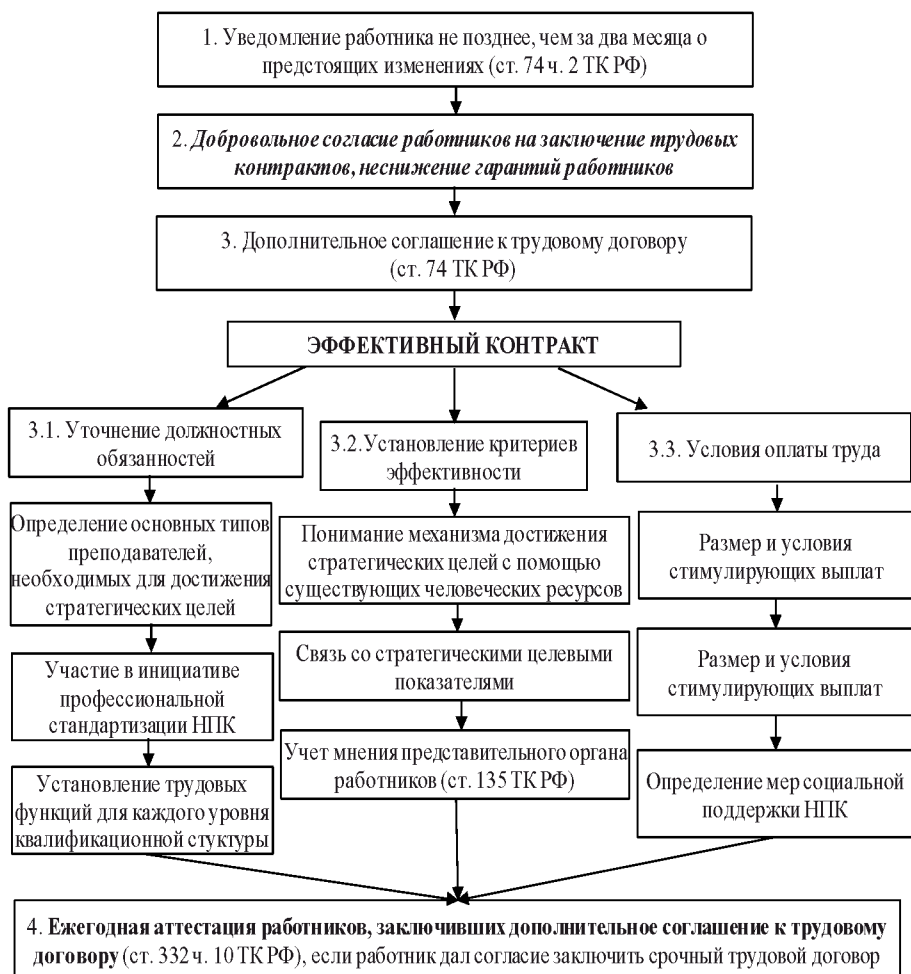 1. Уведомление работника не позднее, чем за два месяца о
предстоящих изменениях (ст. 74 ч. 2 ТК РФ)
2. Добровольное согласие работников на заключение трудовых
контрактов, неснижение гарантий работников
3. Дополнительное соглашение к трудовому договору
(ст. 74 ТК РФ)
ЭФФЕКТИВНЫЙ КОНТРАКТ
3.1. Уточнение должностных
обязанностей
Определение основных типов
преподавателей,
необходимых для достижения
стратегических целей
Участие в инициативе
профессиональной
стандартизации НПК
Установление трудовых
функций для каждого уровня
квалификационной стуктуры
3.2.Установление критериев
эффективности
Понимание механизма достижения
стратегических целей с помощью
существующих человеческих ресурсов
Связь со стратегическими целевыми
показателями
Учет мнения представительного органа
работников (ст. 135 ТК РФ)
3.3. Условия оплаты труда
Размер и условия
стимулирующих выплат
Размер и условия
стимулирующих выплат
Определение мер социальной
поддержки НПК
4. Ежегодная аттестация работников, заключивших дополнительное соглашение к трудовому
договору (ст. 332 ч. 10 ТК РФ), если работник дал согласие заключить срочный трудовой договор